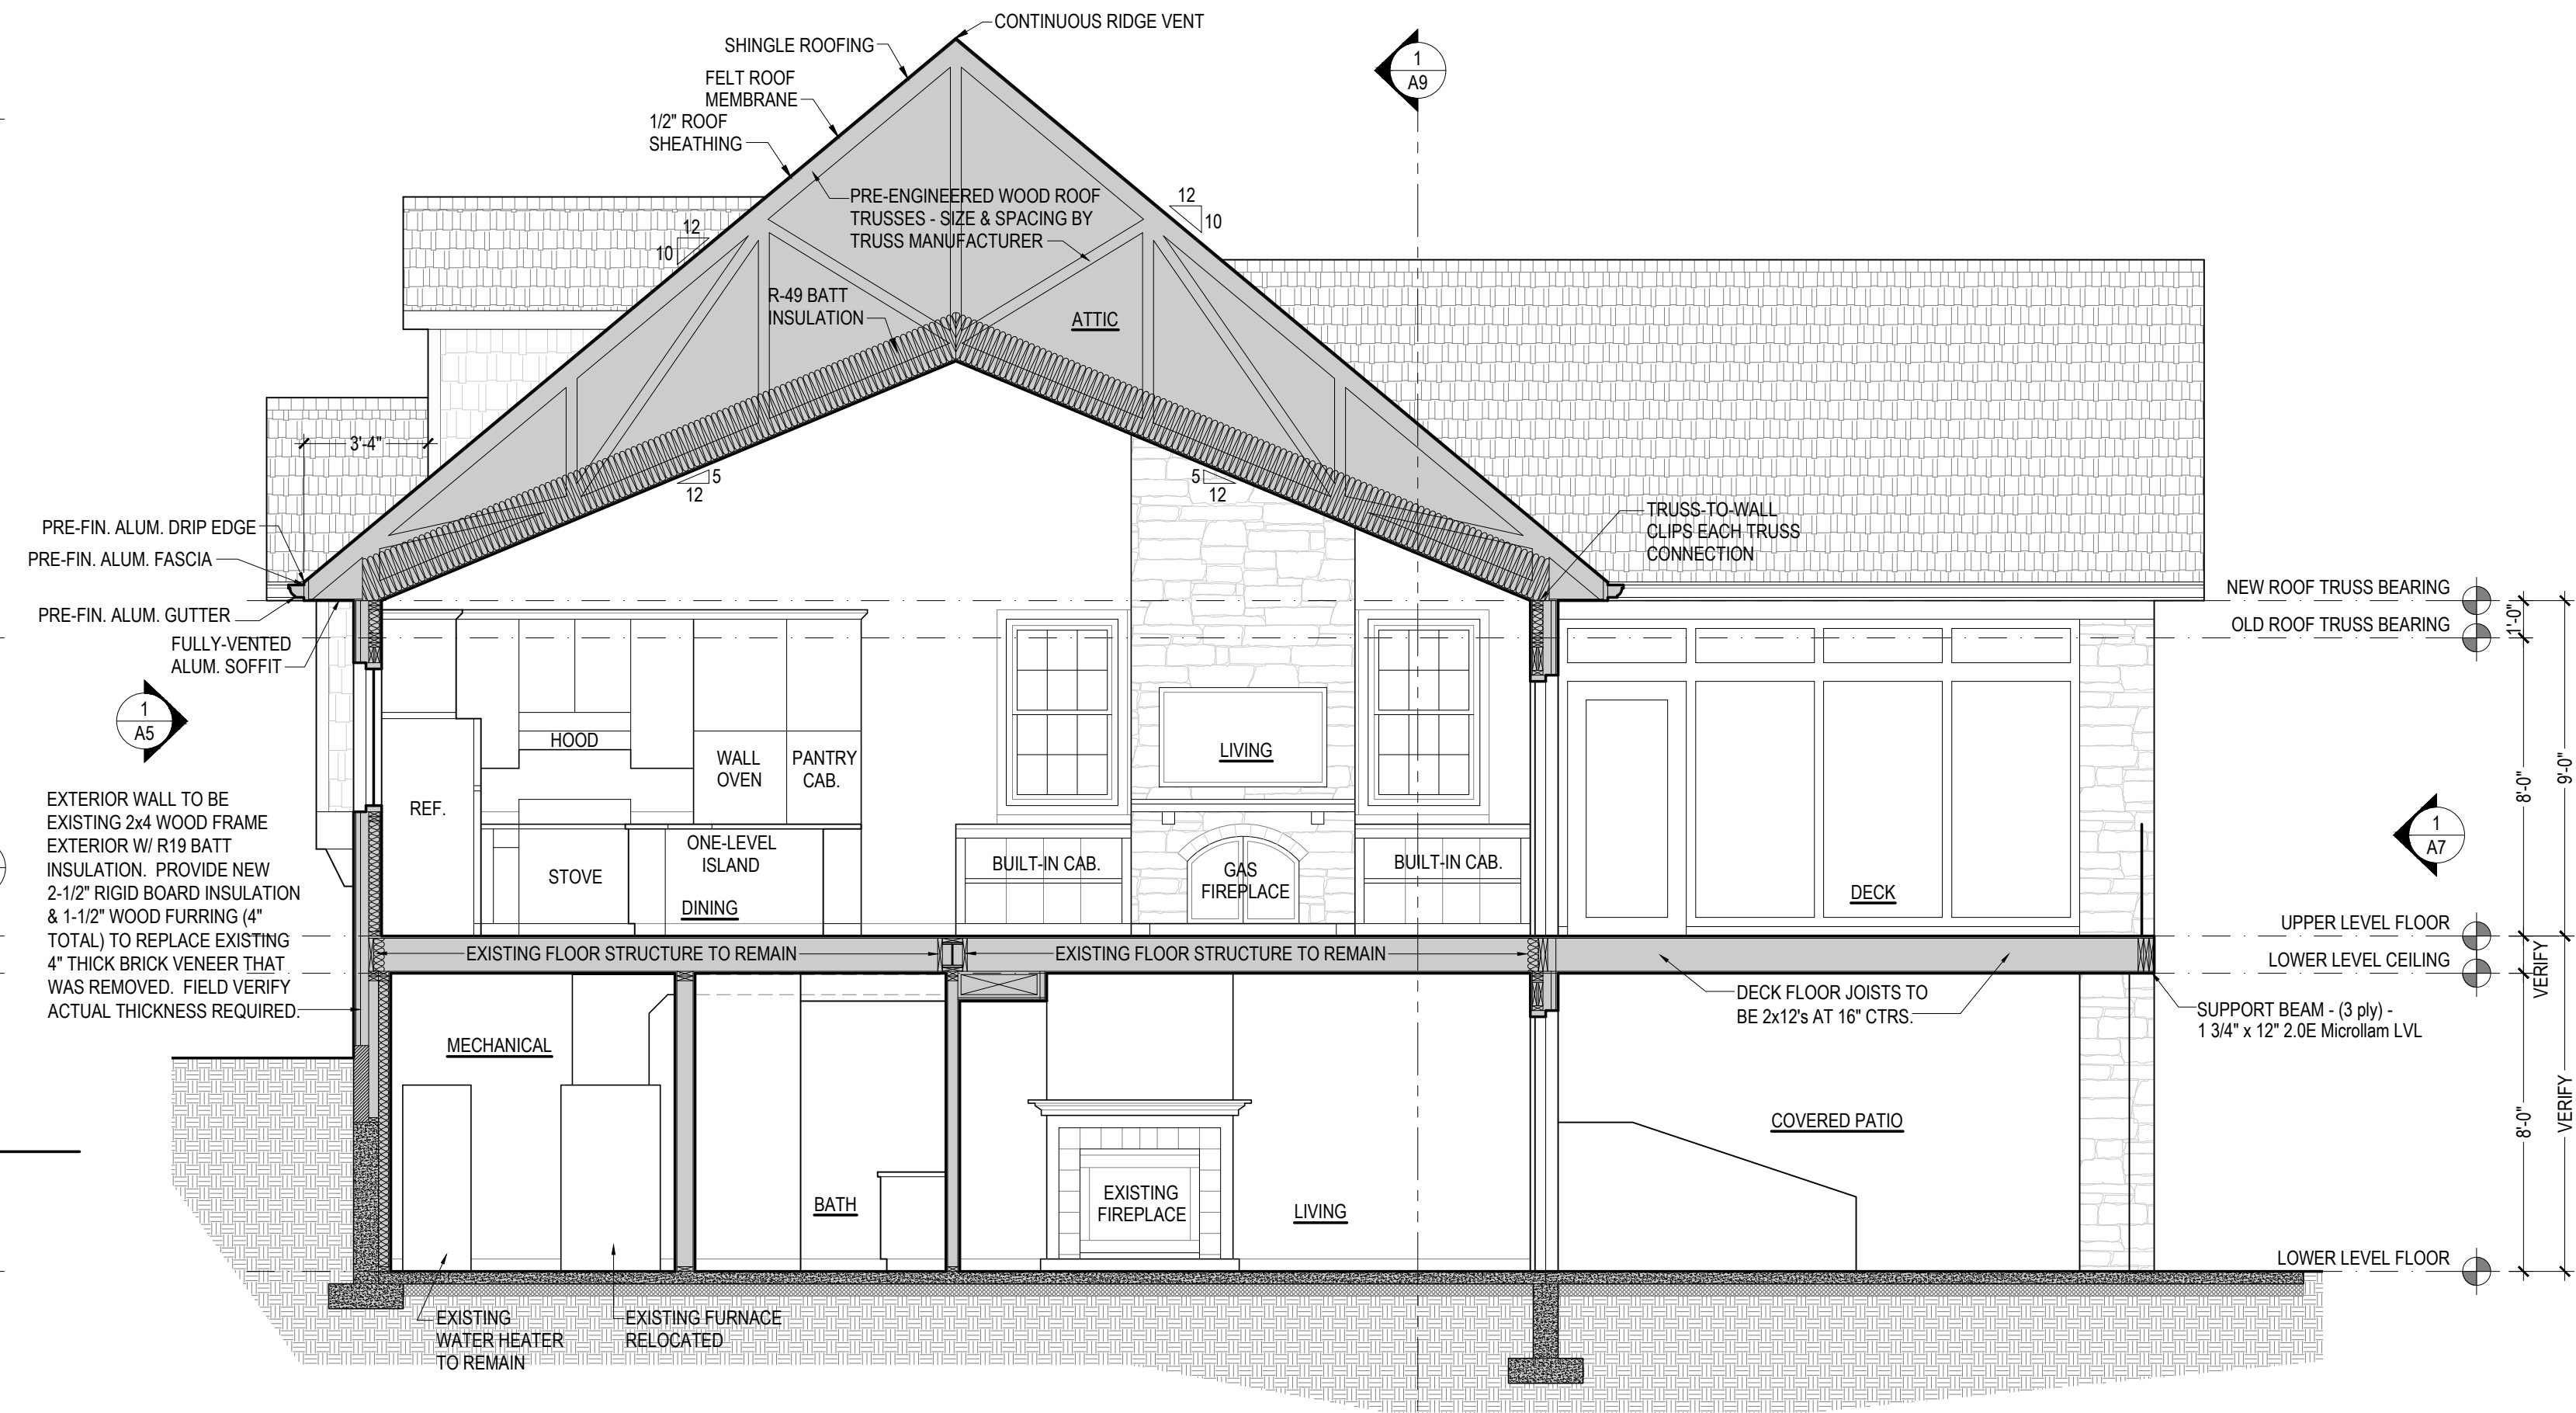 CONTINUOUS RIDGE VENT
SHINGLE ROOFING
FELT ROOF
MEMBRANE
1/2" ROOF
SHEATHING
1
A9
PRE-ENGINEERED WOOD ROOF
TRUSSES - SIZE & SPACING BY
TRUSS MANUFACTURER
12
10
12
10
R-49 BATT
INSULATION
ATTIC
3'-4"
5
12
5
12
PRE-FIN. ALUM. DRIP EDGE
PRE-FIN. ALUM. FASCIA
PRE-FIN. ALUM. GUTTER
FULLY-VENTED
ALUM. SOFFIT
TRUSS-TO-WALL
CLIPS EACH TRUSS
CONNECTION
NEW ROOF TRUSS BEARING
OLD ROOF TRUSS BEARING
1'-0"
8'-0"
9'-0"
1
A5
HOOD
WALL
OVEN
PANTRY
CAB.
REF.
LIVING
STOVE
ONE-LEVEL
ISLAND
DINING
BUILT-IN CAB.
GAS
FIREPLACE
BUILT-IN CAB.
DECK
1
A7
EXTERIOR WALL TO BE
EXISTING 2x4 WOOD FRAME
EXTERIOR W/ R19 BATT
INSULATION. PROVIDE NEW
2-1/2" RIGID BOARD INSULATION
& 1-1/2" WOOD FURRING (4"
TOTAL) TO REPLACE EXISTING
4" THICK BRICK VENEER THAT
WAS REMOVED. FIELD VERIFY
ACTUAL THICKNESS REQUIRED.
EXISTING FLOOR STRUCTURE TO REMAIN
EXISTING FLOOR STRUCTURE TO REMAIN
UPPER LEVEL FLOOR
LOWER LEVEL CEILING
VERIFY
DECK FLOOR JOISTS TO
BE 2x12's AT 16" CTRS.
SUPPORT BEAM - (3 ply) -
1 3/4" x 12" 2.0E Microllam LVL
MECHANICAL
BATH
EXISTING
FIREPLACE
LIVING
COVERED PATIO
8'-0"
VERIFY
LOWER LEVEL FLOOR
EXISTING
WATER HEATER
TO REMAIN
EXISTING FURNACE
RELOCATED